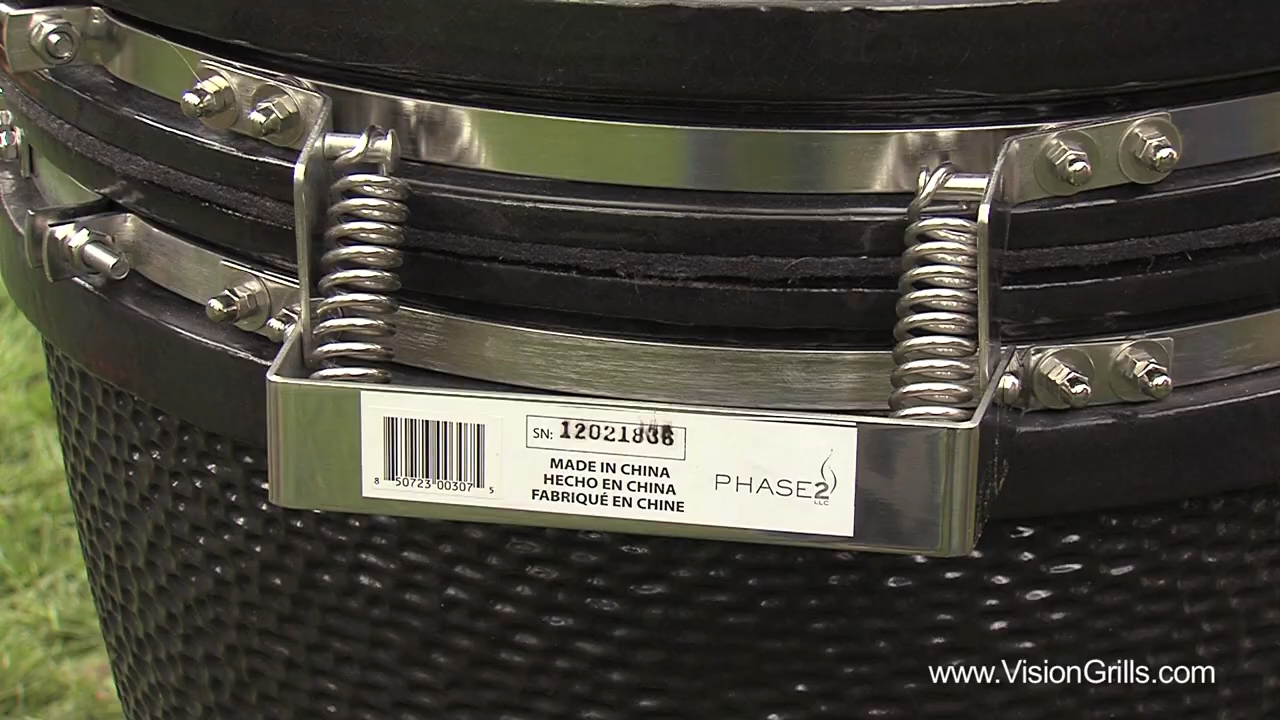 SN: 12021836
MADE IN CHINA
HECHO EN CHINA
FABRIQUÉ EN CHINE
8 50723 00307 5
PHASE2
LLC
www.VisionGrills.com